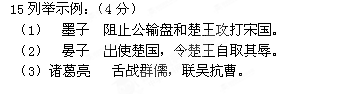 15 列举示例：（4 分）
（1） 墨子 阻止公输盘和楚王攻打宋国。
（2） 晏子 出使楚国，令楚王自取其辱。
（3）诸葛亮 舌战群儒，联吴抗曹。